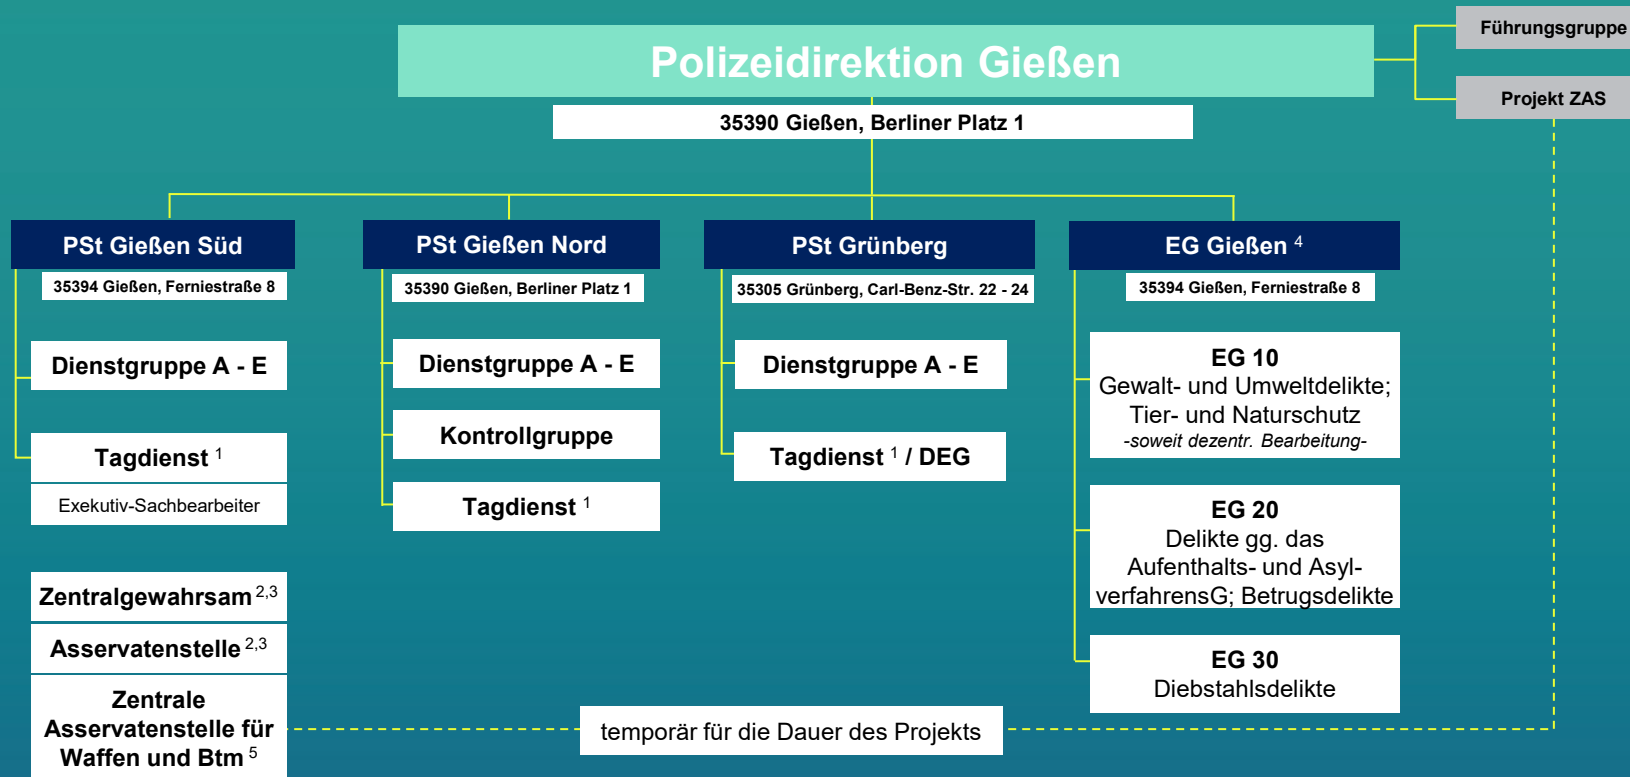 Polizeidirektion Gießen
35390 Gießen, Berliner Platz 1
Führungsgruppe
Projekt ZAS
PSt Gießen Süd
35394 Gießen, Ferniestraße 8
Dienstgruppe A - E
Tagdienst 1
Exekutiv-Sachbearbeiter
Zentralgewahrsam 2,3
Asservatenstelle 2,3
Zentrale
Asservatenstelle für
Waffen und Btm 5
PSt Gießen Nord
35390 Gießen, Berliner Platz 1
Dienstgruppe A - E
Kontrollgruppe
Tagdienst 1
PSt Grünberg
35305 Grünberg, Carl-Benz-Str. 22 - 24
Dienstgruppe A - E
Tagdienst 1 / DEG
EG Gießen 4
35394 Gießen, Ferniestraße 8
EG 10
Gewalt- und Umweltdelikte;
Tier- und Naturschutz
-soweit dezentr. Bearbeitung-
EG 20
Delikte gg. das
Aufenthalts- und Asyl-
verfahrensG; Betrugsdelikte
EG 30
Diebstahlsdelikte
temporär für die Dauer des Projekts